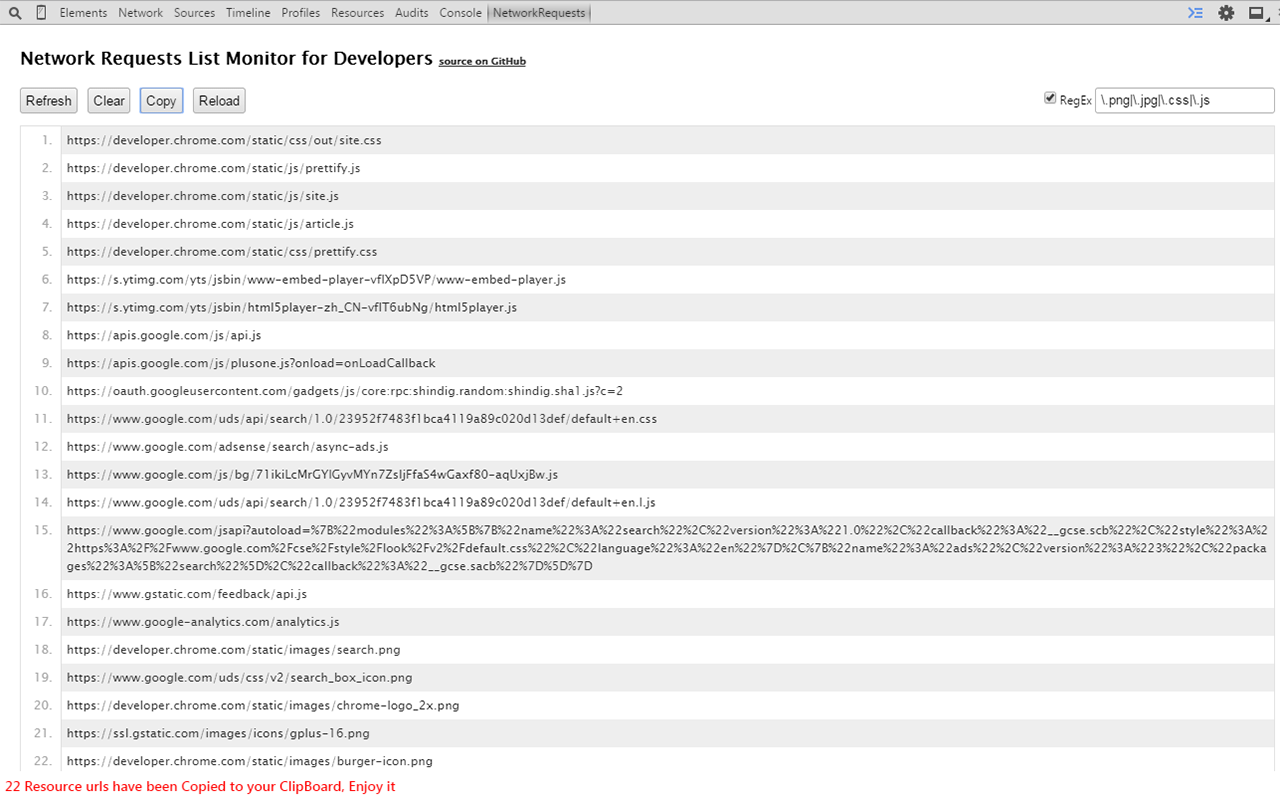 Elements Network Sources Timeline Profiles Resources Audits Console NetworkRequests
Network Requests List Monitor for Developers source on GitHub
Refresh Clear Copy Reload RegEx \.png|\.jpg|\.css|\.js
1. https://developer.chrome.com/static/css/out/site.css
2. https://developer.chrome.com/static/js/prettify.js
3. https://developer.chrome.com/static/js/site.js
4. https://developer.chrome.com/static/js/article.js
5. https://developer.chrome.com/static/css/prettify.css
6. https://s.ytimg.com/yts/jsbin/www-embed-player-vflXpD5VP/www-embed-player.js
7. https://s.ytimg.com/yts/jsbin/html5player-zh_CN-vflT6ubNg/html5player.js
8. https://apis.google.com/js/api.js
9. https://apis.google.com/js/plusone.js?onload=onLoadCallback
10. https://oauth.googleusercontent.com/gadgets/js/core:rpc:shindig.random:shindig.sha1.js?c=2
11. https://www.google.com/uds/api/search/1.0/23952f7483f1bca4119a89c020d13def/default+en.css
12. https://www.google.com/adsense/search/async-ads.js
13. https://www.google.com/js/bg/71ikiLcMrGYlGyvMYn7ZsIjFfaS4wGaxf80-aqUxjBw.js
14. https://www.google.com/uds/api/search/1.0/23952f7483f1bca4119a89c020d13def/default+en.I.js
15. https://www.google.com/jsapi?autoload=%7B%22modules%22%3A%5B%7B%22name%22%3A%22search%22%2C%22version%22%3A%221.0%22%2C%22callback%22%3A%22__gcse.scb%22%2C%22style%22%3A%2
2https%3A%2F%2Fwww.google.com%2Fcse%2Fstyle%2Flook%2Fv2%2Fdefault.css%22%2C%22language%22%3A%22en%22%7D%2C%7B%22name%22%3A%22ads%22%2C%22version%22%3A%223%22%2C%22packa
ges%22%3A%5B%22search%22%5D%2C%22callback%22%3A%22__gcse.sacb%22%7D%5D%7D
16. https://www.gstatic.com/feedback/api.js
17. https://www.google-analytics.com/analytics.js
18. https://developer.chrome.com/static/images/search.png
19. https://www.google.com/uds/css/v2/search_box_icon.png
20. https://developer.chrome.com/static/images/chrome-logo_2x.png
21. https://ssl.gstatic.com/images/icons/gplus-16.png
22. https://developer.chrome.com/static/images/burger-icon.png
22 Resource urls have been Copied to your ClipBoard, Enjoy it